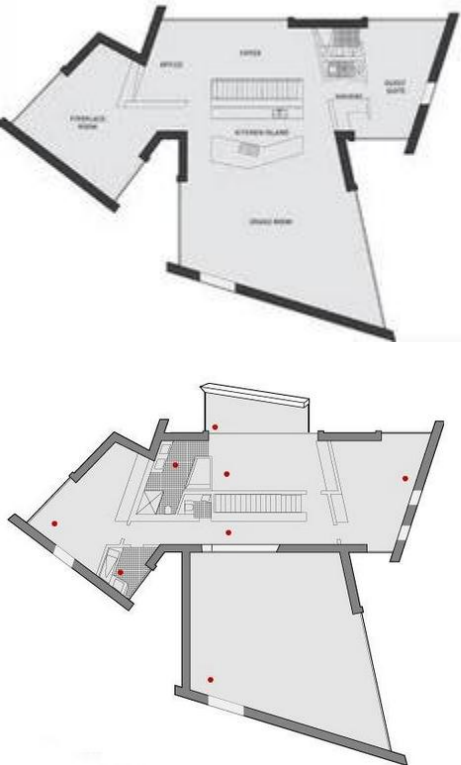 FOYER
OFFICE
GUEST
SUITE
FIREPLACE
ROOM
KITCHEN ISLAND
GRAND ROOM